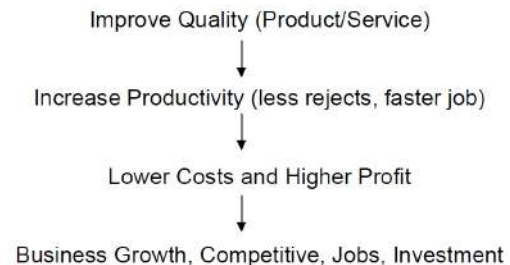 Improve Quality (Product/Service)
Increase Productivity (less rejects, faster job)
Lower Costs and Higher Profit
Business Growth, Competitive, Jobs, Investment